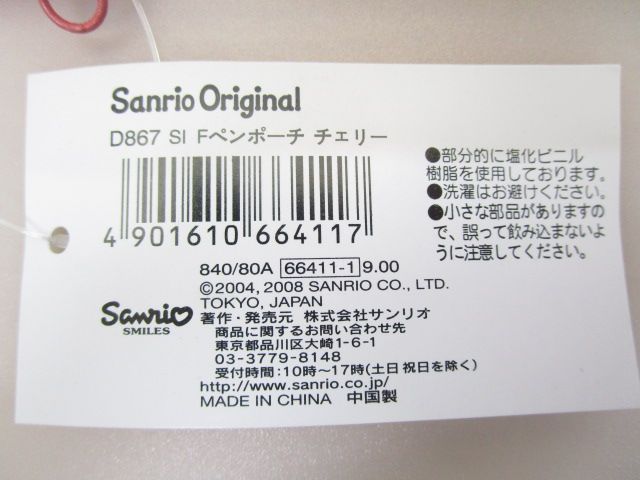 Sanrio Original
D867 SI Fペンポーチ チェリー
4 901610 664117
●部分的に塩化ビニル
樹脂を使用しております。
●洗濯はお避けください。
●小さな部品がありますの
で、誤って飲み込まないよ
うに注意してください。
840/80A 66411-1 9.00
©2004, 2008 SANRIO CO., LTD.
TOKYO, JAPAN
Sanrio
SMILES
著作・発売元 株式会社サンリオ
商品に関するお問い合わせ先
東京都品川区大崎1-6-1
03-3779-8148
受付時間:10時~17時(土日祝日を除く)
http://www.sanrio.co.jp/
MADE IN CHINA 中国製